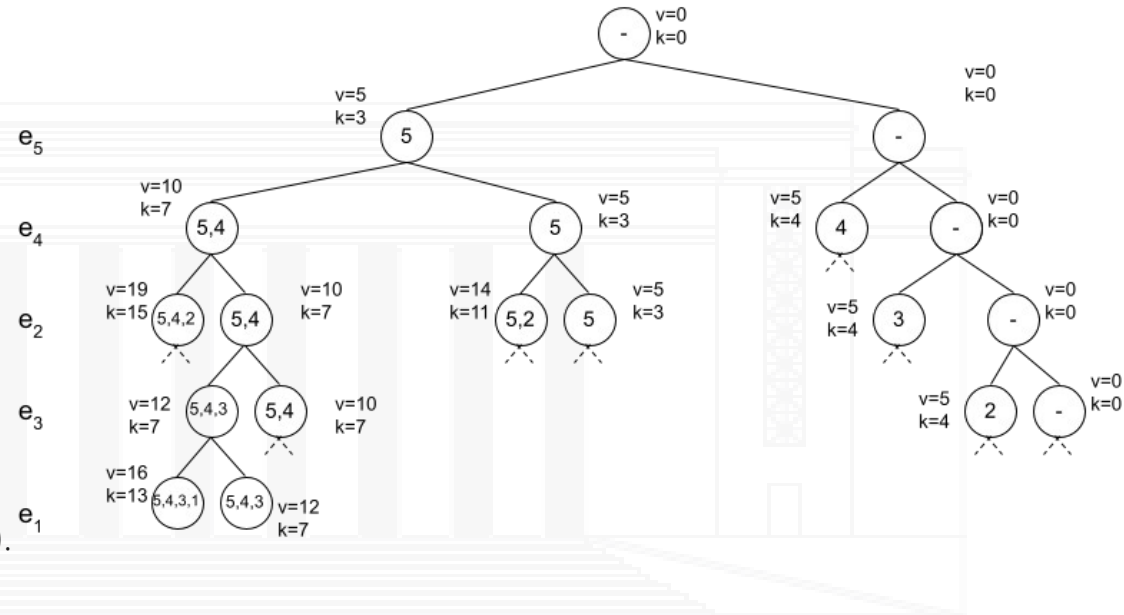 v=0
k=0
-
v=0
k=0
v=5
k=3
e5
5
-
v=10
k=7
v=5
k=3
v=5
k=4
v=0
k=0
e4
5,4
5
4
-
v=19
k=15
v=10
k=7
v=14
k=11
v=5
k=3
v=5
k=4
v=0
k=0
e2
5,4,2
5,4
5,2
5
3
-
v=12
k=7
v=10
k=7
v=5
k=4
v=0
k=0
e3
5,4,3
5,4
2
-
v=16
k=13
v=12
k=7
e1
5,4,3,1
5,4,3
).